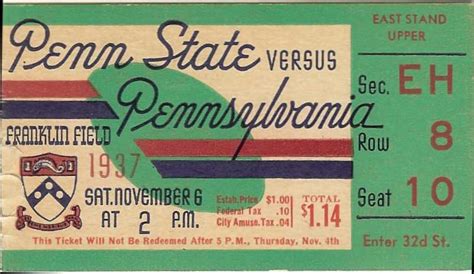 Penn State VERSUS
Pennsylvania
FRANKLIN FIELD
1937
SAT. NOVEMBER 6
AT 2 P.M.
Estab. Price $1.00
Federal Tax .10
City Amuse. Tax .04
TOTAL
$1.14
This Ticket Will Not Be Redeemed After 5 P.M., Thursday, Nov. 4th
EAST STAND
UPPER
Sec. EH
Row 8
Seat 10
Enter 32d St.